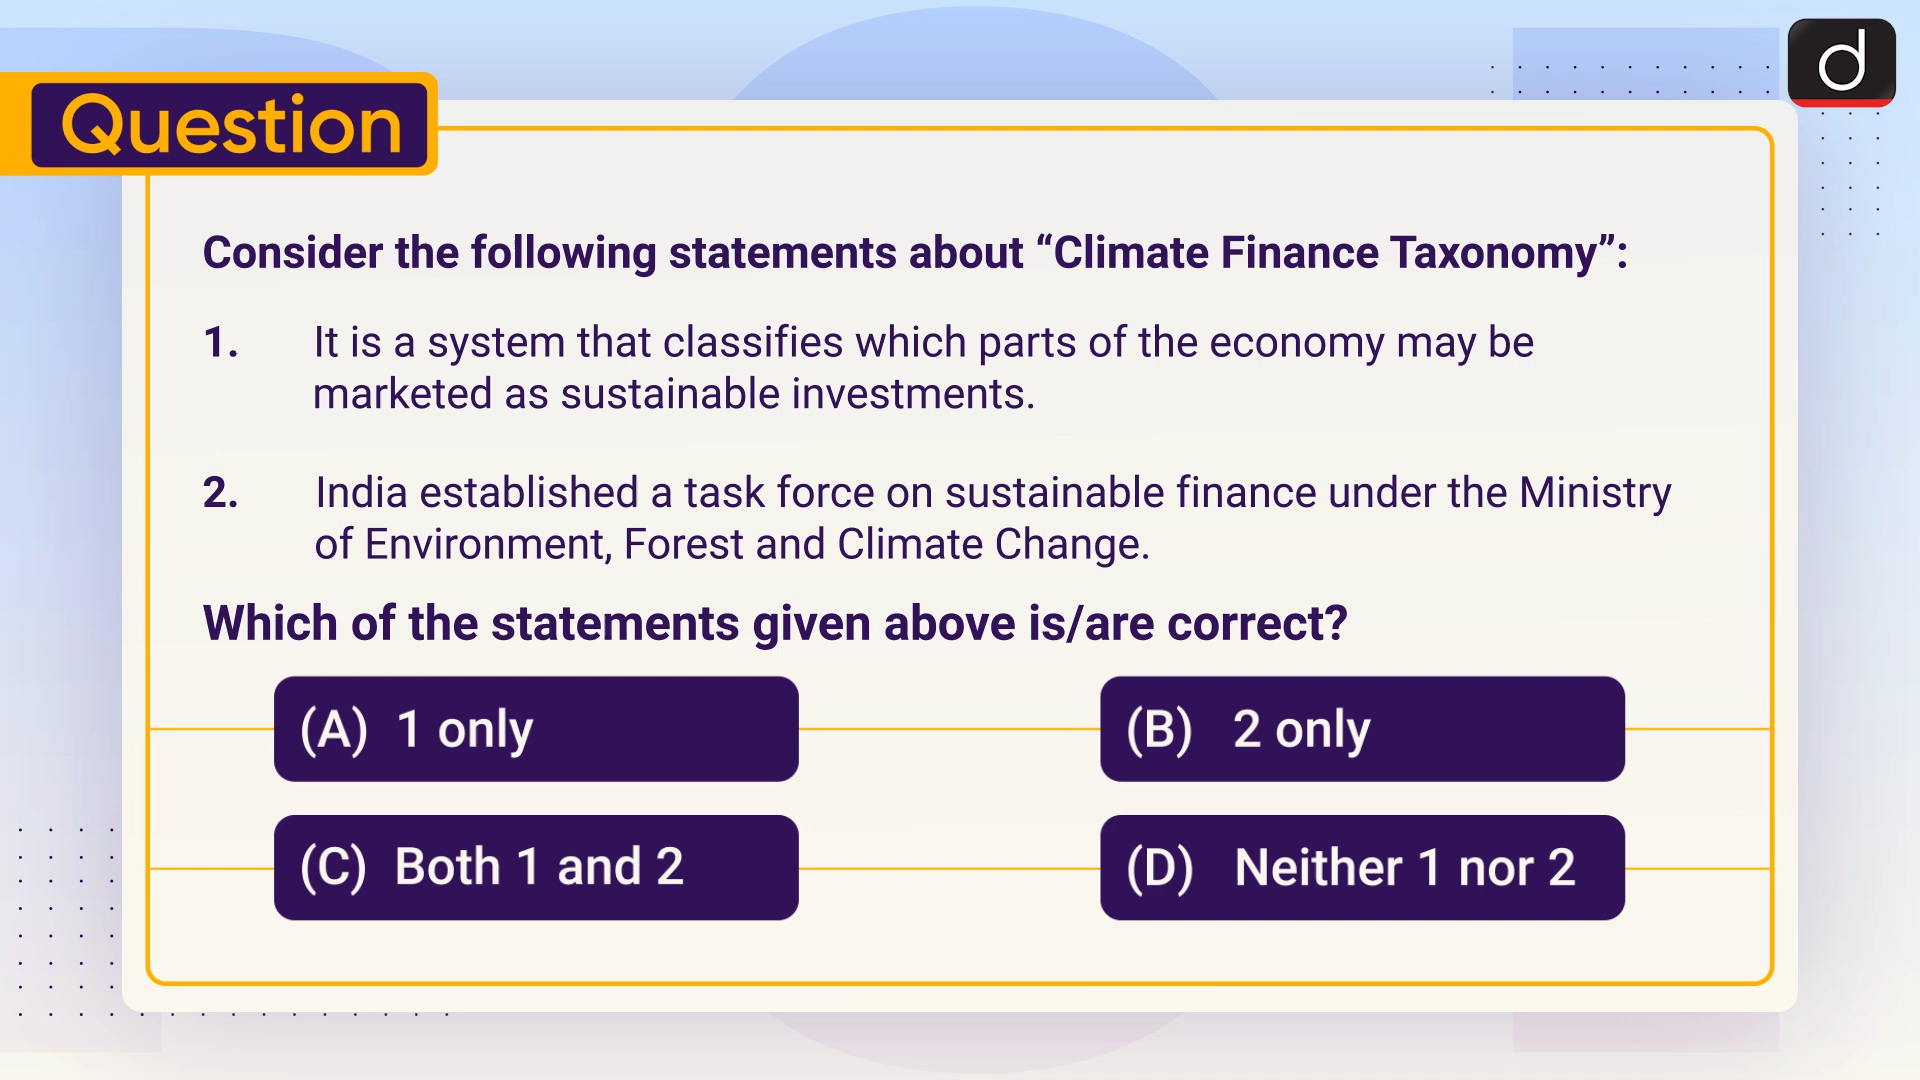 Question
Consider the following statements about “Climate Finance Taxonomy”:
1. It is a system that classifies which parts of the economy may be
marketed as sustainable investments.
2. India established a task force on sustainable finance under the Ministry
of Environment, Forest and Climate Change.
Which of the statements given above is/are correct?
(A) 1 only
(B) 2 only
(C) Both 1 and 2
(D) Neither 1 nor 2
d